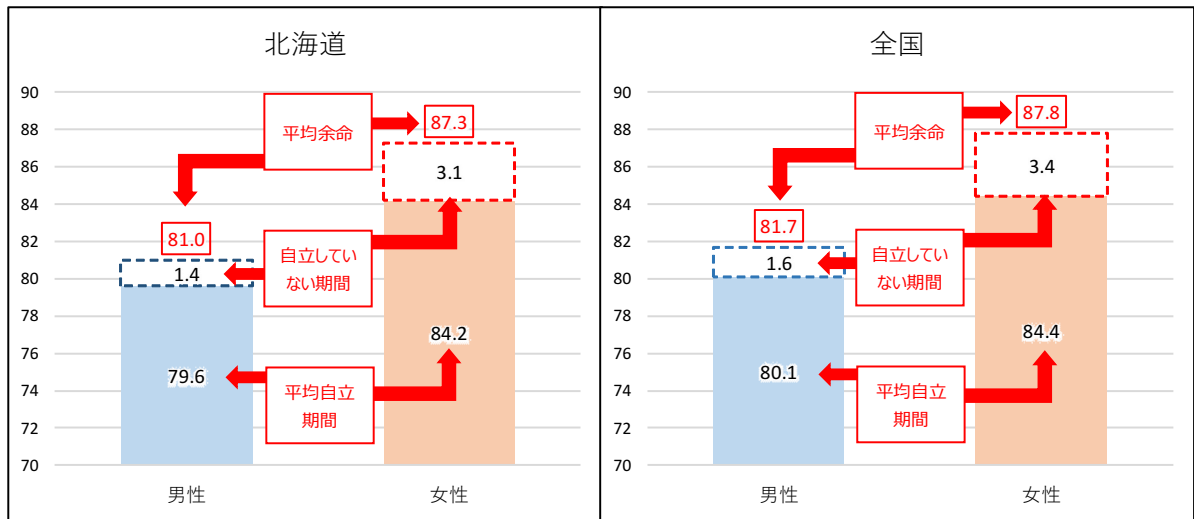 北海道
90
88
86
84
82
80
78
76
74
72
70
平均余命
87.3
3.1
81.0
1.4
自立してい
ない期間
84.2
79.6
平均自立
期間
男性
女性
全国
90
88
86
84
82
80
78
76
74
72
70
平均余命
87.8
3.4
81.7
1.6
自立してい
ない期間
84.4
80.1
平均自立
期間
男性
女性